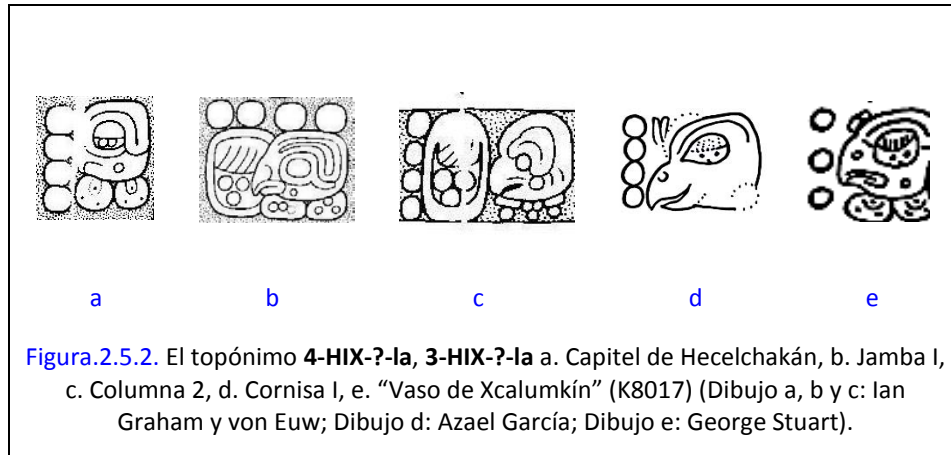 a b c d e
Figura.2.5.2. El topónimo 4-HIX-?-la, 3-HIX-?-la a. Capitel de Hecelchakán, b. Jamba I,
c. Columna 2, d. Cornisa I, e. “Vaso de Xcalumkín” (K8017) (Dibujo a, b y c: Ian
Graham y von Euw; Dibujo d: Azael García; Dibujo e: George Stuart).